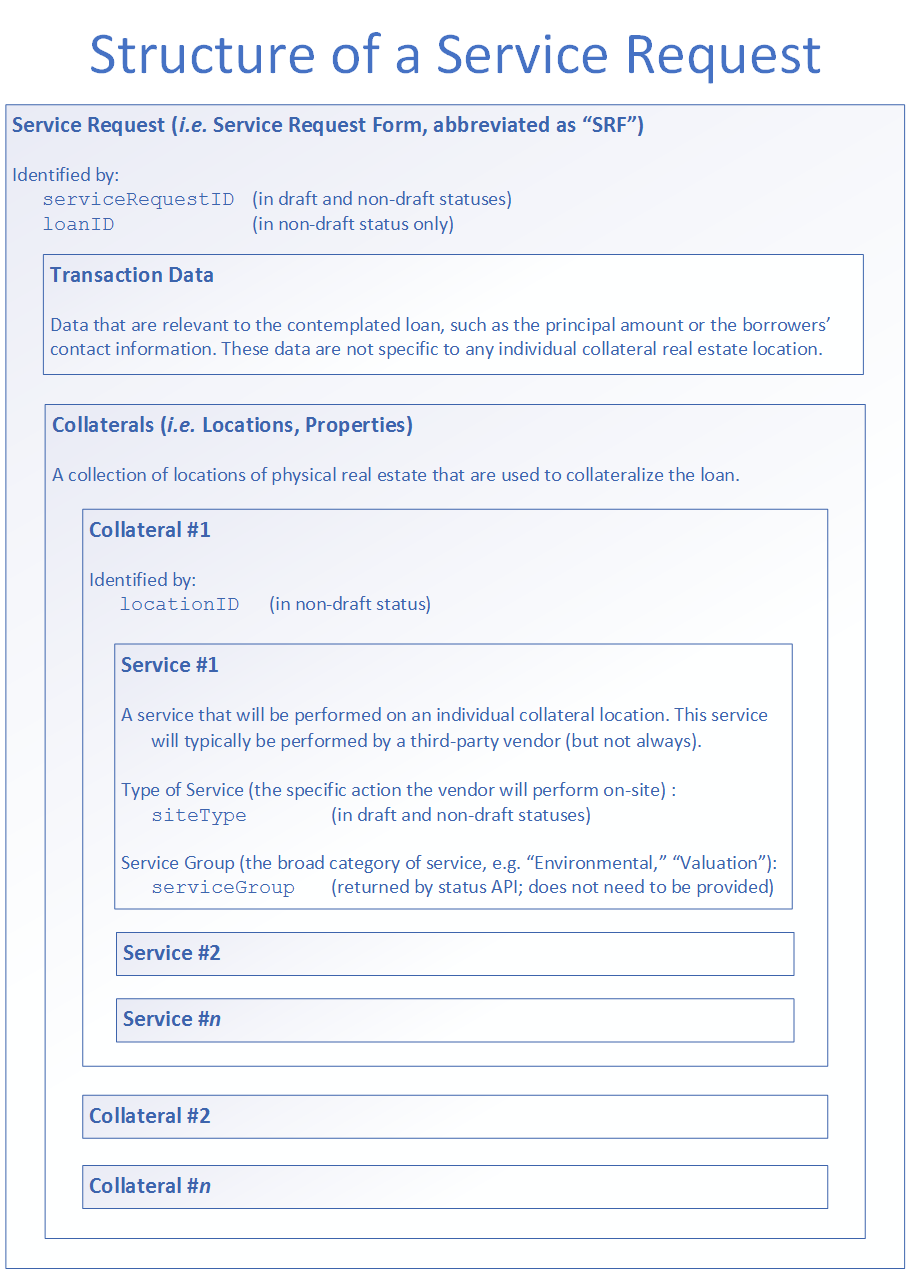 Structure of a Service Request
Service Request (i.e. Service Request Form, abbreviated as “SRF”)
Identified by:
serviceRequestID (in draft and non-draft statuses)
loanID (in non-draft status only)
Transaction Data
Data that are relevant to the contemplated loan, such as the principal amount or the borrowers’
contact information. These data are not specific to any individual collateral real estate location.
Collaterals (i.e. Locations, Properties)
A collection of locations of physical real estate that are used to collateralize the loan.
Collateral #1
Identified by:
locationID (in non-draft status)
Service #1
A service that will be performed on an individual collateral location. This service
will typically be performed by a third-party vendor (but not always).
Type of Service (the specific action the vendor will perform on-site) :
siteType (in draft and non-draft statuses)
Service Group (the broad category of service, e.g. “Environmental,” “Valuation”):
serviceGroup (returned by status API; does not need to be provided)
Service #2
Service #n
Collateral #2
Collateral #n